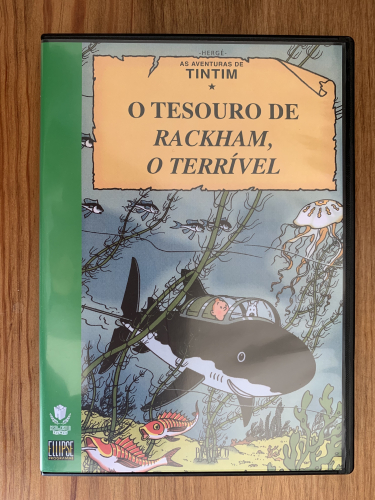 -HERGÉ-
AS AVENTURAS DE
TINTIM
O TESOURO DE
RACKHAM,
O TERRÍVEL
ELLIPSE